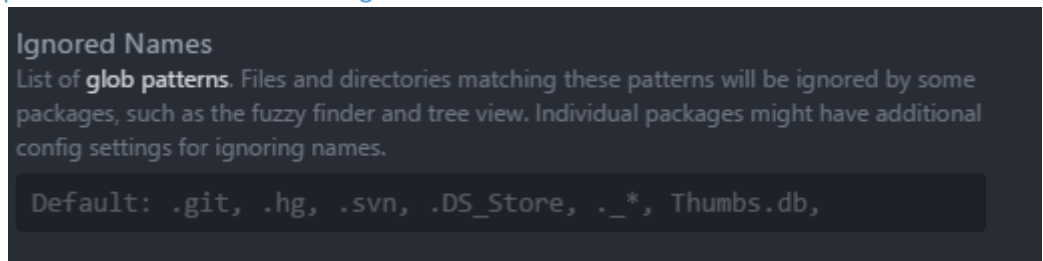 Ignored Names
List of glob patterns. Files and directories matching these patterns will be ignored by some
packages, such as the fuzzy finder and tree view. Individual packages might have additional
config settings for ignoring names.
Default: .git, .hg, .svn, .DS_Store, ._*, Thumbs.db,